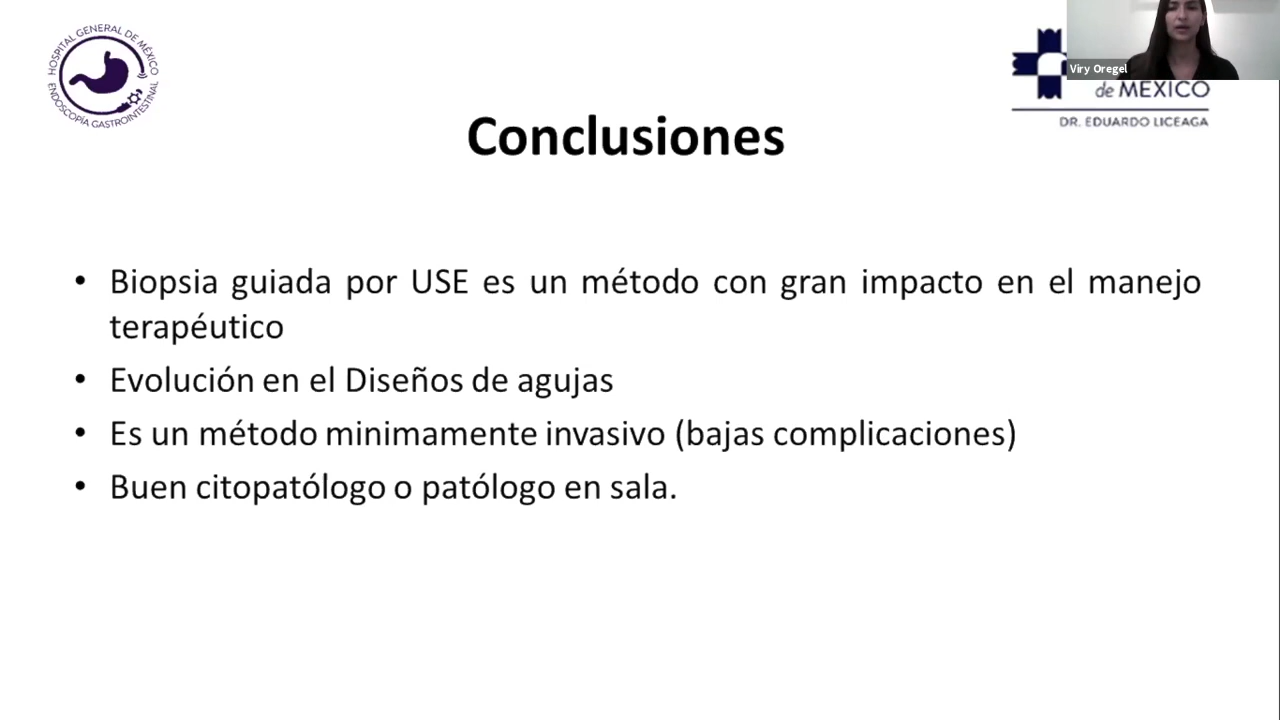 HOSPITAL GENERAL DE MÉXICO
ENDOSCOPÍA GASTROINTESTINAL
Viry Oregel
de MÉXICO
DR. EDUARDO LICEAGA
Conclusiones
• Biopsia guiada por USE es un método con gran impacto en el manejo
terapéutico
• Evolución en el Diseños de agujas
• Es un método minimamente invasivo (bajas complicaciones)
• Buen citopatólogo o patólogo en sala.